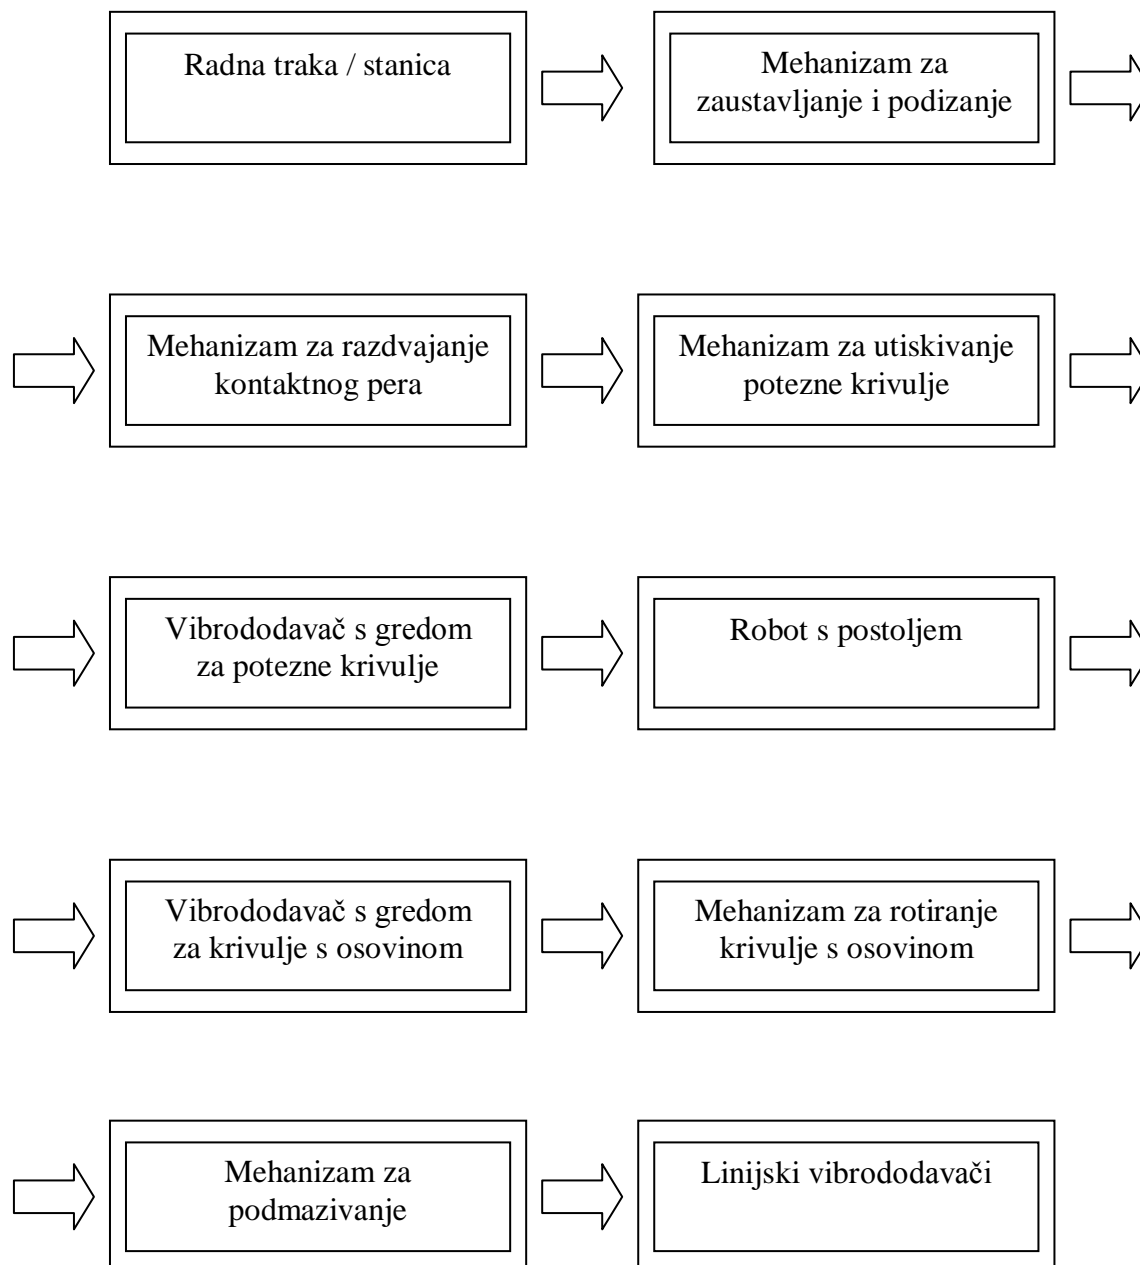 Radna traka / stanica
Mehanizam za
zaustavljanje i podizanje
Mehanizam za razdvajanje
kontaktnog pera
Mehanizam za utiskivanje
potezne krivulje
Vibrododavač s gredom
za potezne krivulje
Robot s postoljem
Vibrododavač s gredom
za krivulje s osovinom
Mehanizam za rotiranje
krivulje s osovinom
Mehanizam za
podmazivanje
Linijski vibrododavači